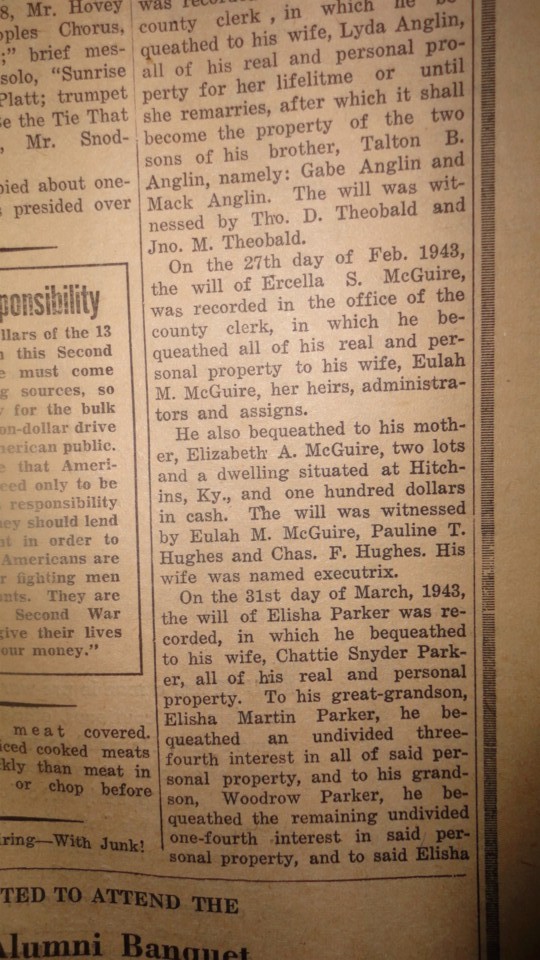 8, Mr. Hovey
Chorus,
;" brief mes-
solo, "Sunrise
Platt; trumpet
the Tie That
, Mr. Snod-
about one-
presided over
llars of the 13
this Second
must come
sources, so
for the bulk
on-dollar drive
public.
that Ameri-
only to be
responsibility
should lend
in order to
Americans are
fighting men
They are
Second War
give their lives
our money."
meat covered.
cooked meats
than meat in
or chop before
With Junk!
was
county clerk, in which he be-
queathed to his wife, Lyda Anglin,
all of his real and personal pro-
perty for her lifelitme or until
she remarries, after which it shall
become the property of the two
sons of his brother, Talton B.
Anglin, namely: Gabe Anglin and
Mack Anglin. The will was wit-
nessed by Tho. D. Theobald and
Jno. M. Theobald.
On the 27th day of Feb. 1943,
the will of Ercella S. McGuire,
was recorded in the office of the
county clerk, in which he be-
queathed all of his real and per-
sonal property to his wife, Eulah
M. McGuire, her heirs, administra-
tors and assigns.
He also bequeathed to his moth-
er, Elizabeth A. McGuire, two lots
and a dwelling situated at Hitch-
ins, Ky., and one hundred dollars
in cash. The will was witnessed
by Eulah M. McGuire, Pauline T.
Hughes and Chas. F. Hughes. His
wife was named executrix.
On the 31st day of March, 1943,
the will of Elisha Parker was re-
corded, in which he bequeathed
to his wife, Chattie Snyder Park-
er, all of his real and personal
property. To his great-grandson,
Elisha Martin Parker, he be-
queathed an undivided three-
fourth interest in all of said per-
sonal property, and to his grand-
son, Woodrow Parker, he be-
queathed the remaining undivided
one-fourth interest in said per-
sonal property, and to said Elisha
TO ATTEND THE
Alumni Banquet